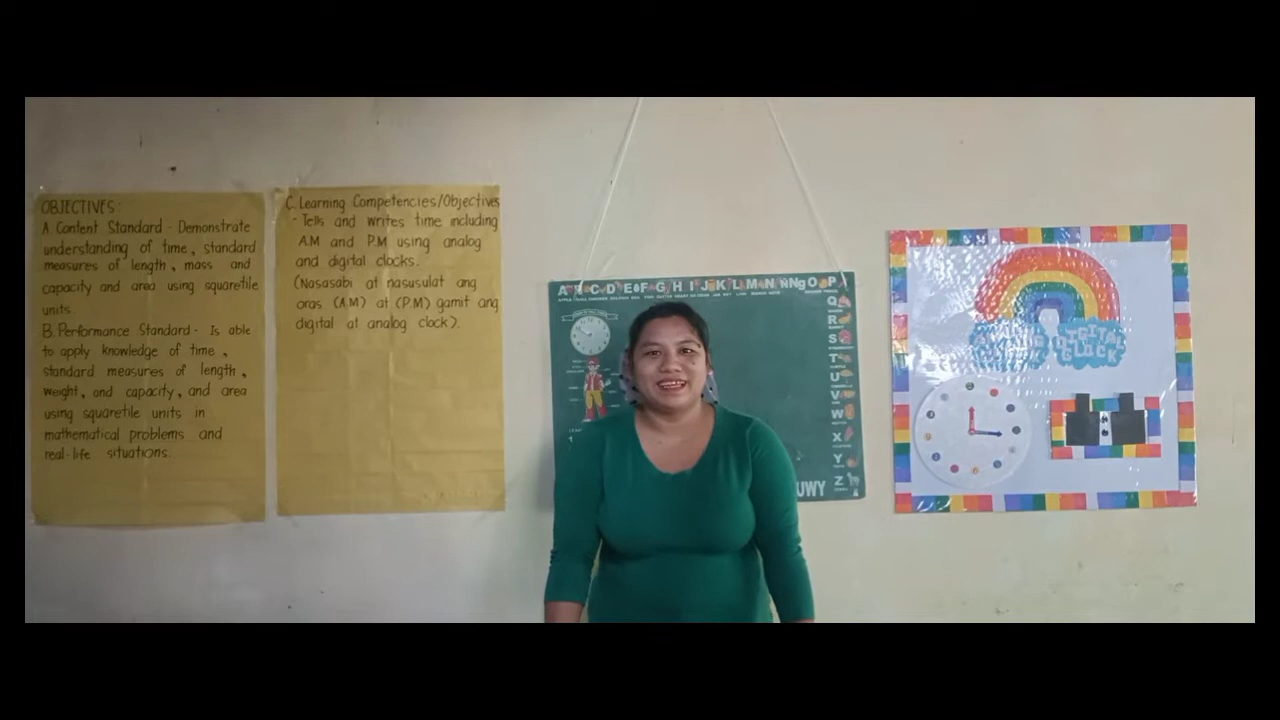 OBJECTIVES:
A. Content Standard - Demonstrate
understanding of time, standard
measures of length, mass and
capacity and area using squaretile
units.
B. Performance Standard - Is able
to apply knowledge of time,
standard measures of length,
weight, and capacity, and area
using squaretile units in
mathematical problems and
real-life situations.
C. Learning Competencies/Objectives
- Tells and writes time including
A.M and P.M using analog
and digital clocks.
(Nasasabi at nasusulat ang
oras (A.M) at (P.M) gamit ang
digital at analog clock).
A B C D E F G H I J K L M N Ñ Ng O P
Q
R
S
T
U
V
W
X
Y
Z
UWY
DIGITAL
CLOCK